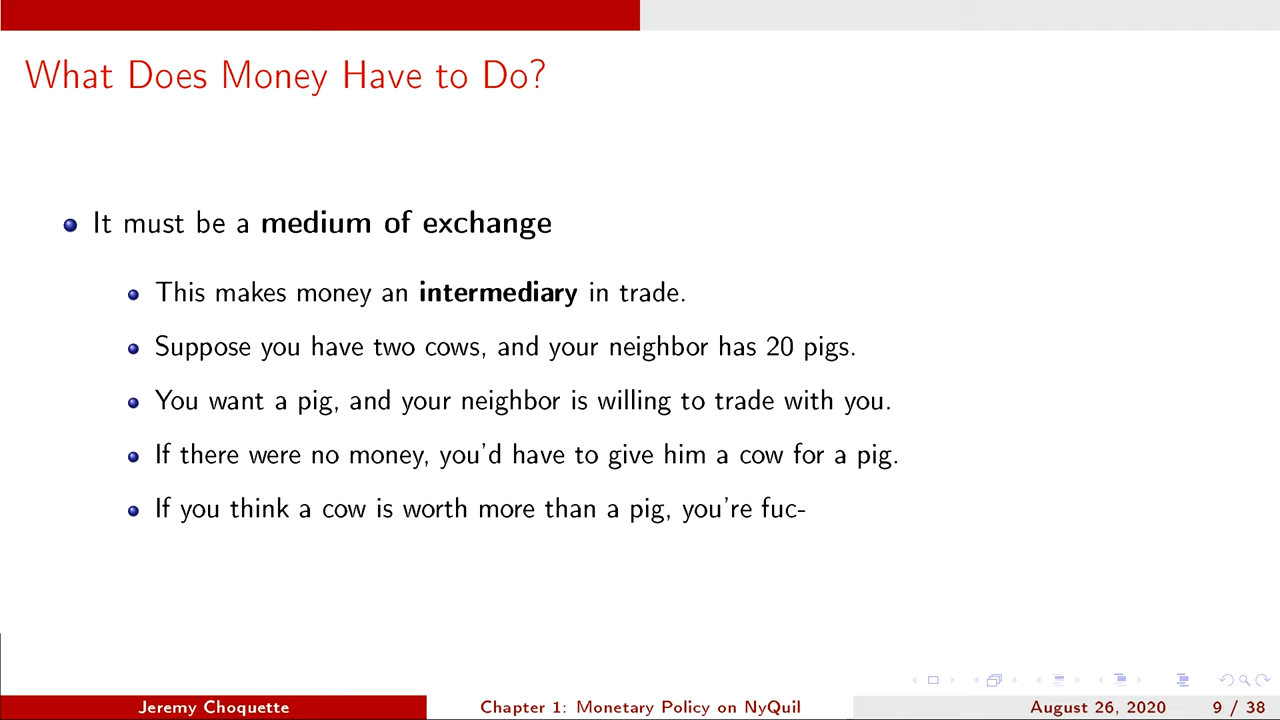 What Does Money Have to Do?
It must be a medium of exchange
This makes money an intermediary in trade.
Suppose you have two cows, and your neighbor has 20 pigs.
You want a pig, and your neighbor is willing to trade with you.
If there were no money, you'd have to give him a cow for a pig.
If you think a cow is worth more than a pig, you're fuc-
Jeremy Choquette Chapter 1: Monetary Policy on NyQuil August 26, 2020 9 / 38